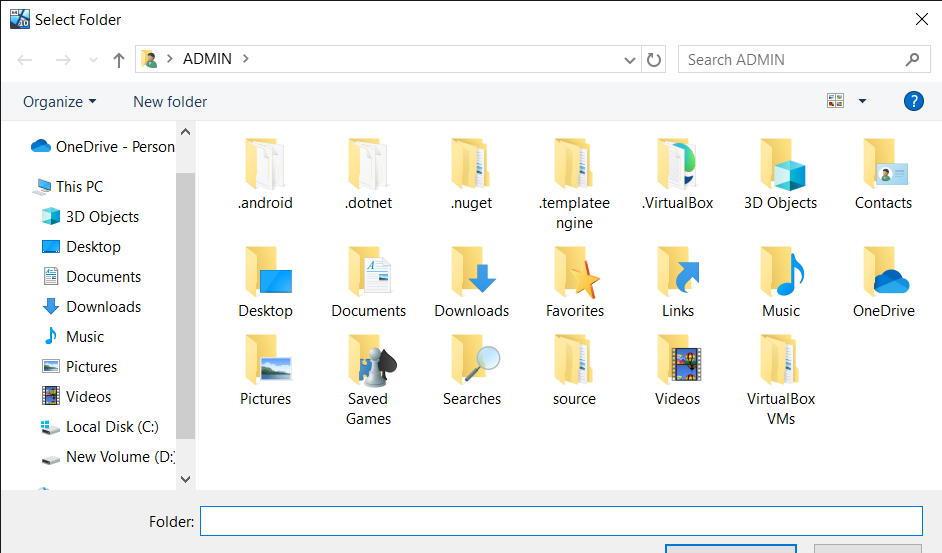 Select Folder
ADMIN
Search ADMIN
Organize
New folder
?
OneDrive - Person
This PC
3D Objects
Desktop
Documents
Downloads
Music
Pictures
Videos
Local Disk (C:)
New Volume (D:)
.android
.dotnet
.nuget
.templatee
ngine
.VirtualBox
3D Objects
Contacts
Desktop
Documents
Downloads
Favorites
Links
Music
OneDrive
Pictures
Saved
Games
Searches
source
Videos
VirtualBox
VMs
Folder: